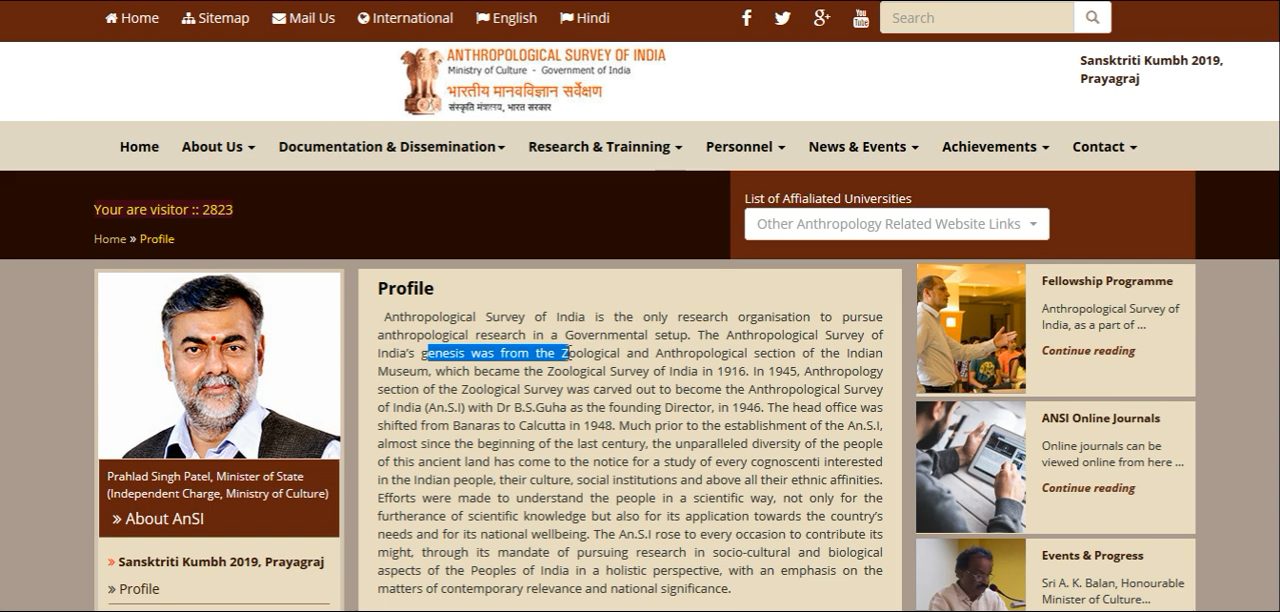 Home Sitemap Mail Us International English Hindi
You Tube
Search
ANTHROPOLOGICAL SURVEY OF INDIA
Ministry of Culture - Government of India
भारतीय मानवविज्ञान सर्वेक्षण
संस्कृति मंत्रालय, भारत सरकार
Sansktriti Kumbh 2019,
Prayagraj
Home About Us Documentation & Dissemination Research & Trainning Personnel News & Events Achievements Contact
Your are visitor :: 2823
Home » Profile
List of Affialiated Universities
Other Anthropology Related Website Links
Prahlad Singh Patel, Minister of State
(Independent Charge, Ministry of Culture)
» About AnSI
» Sansktriti Kumbh 2019, Prayagraj
» Profile
Profile
Anthropological Survey of India is the only research organisation to pursue
anthropological research in a Governmental setup. The Anthropological Survey of
India's genesis was from the Zoological and Anthropological section of the Indian
Museum, which became the Zoological Survey of India in 1916. In 1945, Anthropology
section of the Zoological Survey was carved out to become the Anthropological Survey
of India (An.S.I) with Dr B.S.Guha as the founding Director, in 1946. The head office was
shifted from Banaras to Calcutta in 1948. Much prior to the establishment of the An.S.I,
almost since the beginning of the last century, the unparalleled diversity of the people
of this ancient land has come to the notice for a study of every cognoscenti interested
in the Indian people, their culture, social institutions and above all their ethnic affinities.
Efforts were made to understand the people in a scientific way, not only for the
furtherance of scientific knowledge but also for its application towards the country's
needs and for its national wellbeing. The An.S.I rose to every occasion to contribute its
might, through its mandate of pursuing research in socio-cultural and biological
aspects of the Peoples of India in a holistic perspective, with an emphasis on the
matters of contemporary relevance and national significance.
Fellowship Programme
Anthropological Survey of
India, as a part of ...
Continue reading
ANSI Online Journals
Online journals can be
viewed online from here ...
Continue reading
Events & Progress
Sri A. K. Balan, Honourable
Minister of Culture...